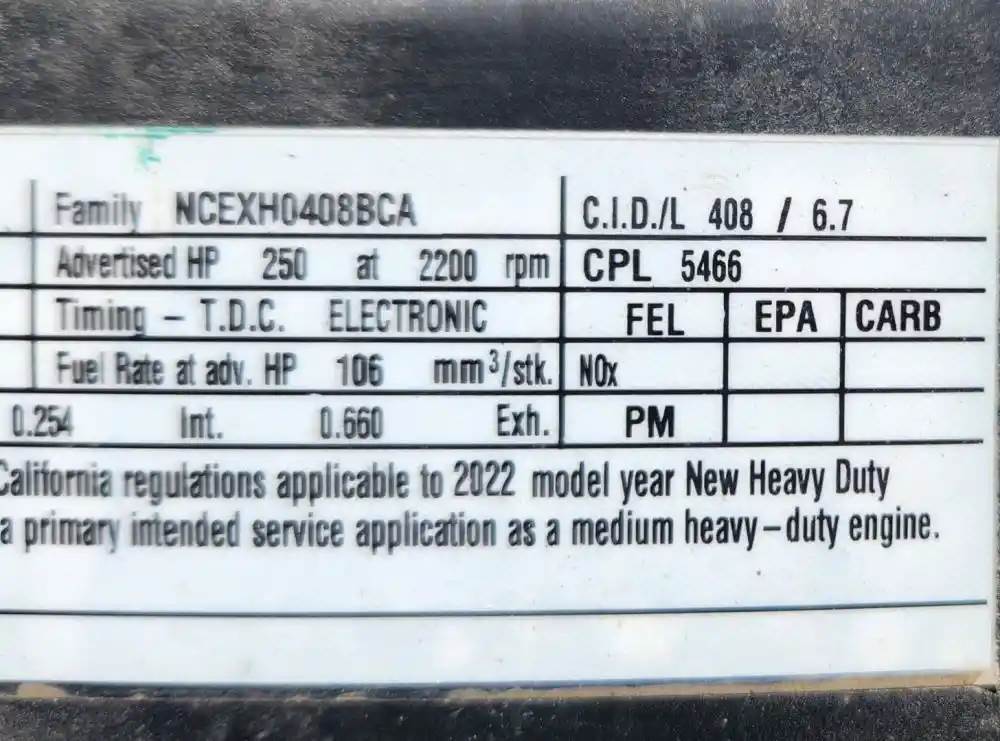 Family NCEXH0408BCA C.I.D./L 408 / 6.7
Advertised HP 250 at 2200 rpm CPL 5466
Timing – T.D.C. ELECTRONIC FEL EPA CARB
Fuel Rate at adv. HP 106 mm³/stk. NOx
0.254 Int. 0.660 Exh. PM
California regulations applicable to 2022 model year New Heavy Duty
a primary intended service application as a medium heavy–duty engine.